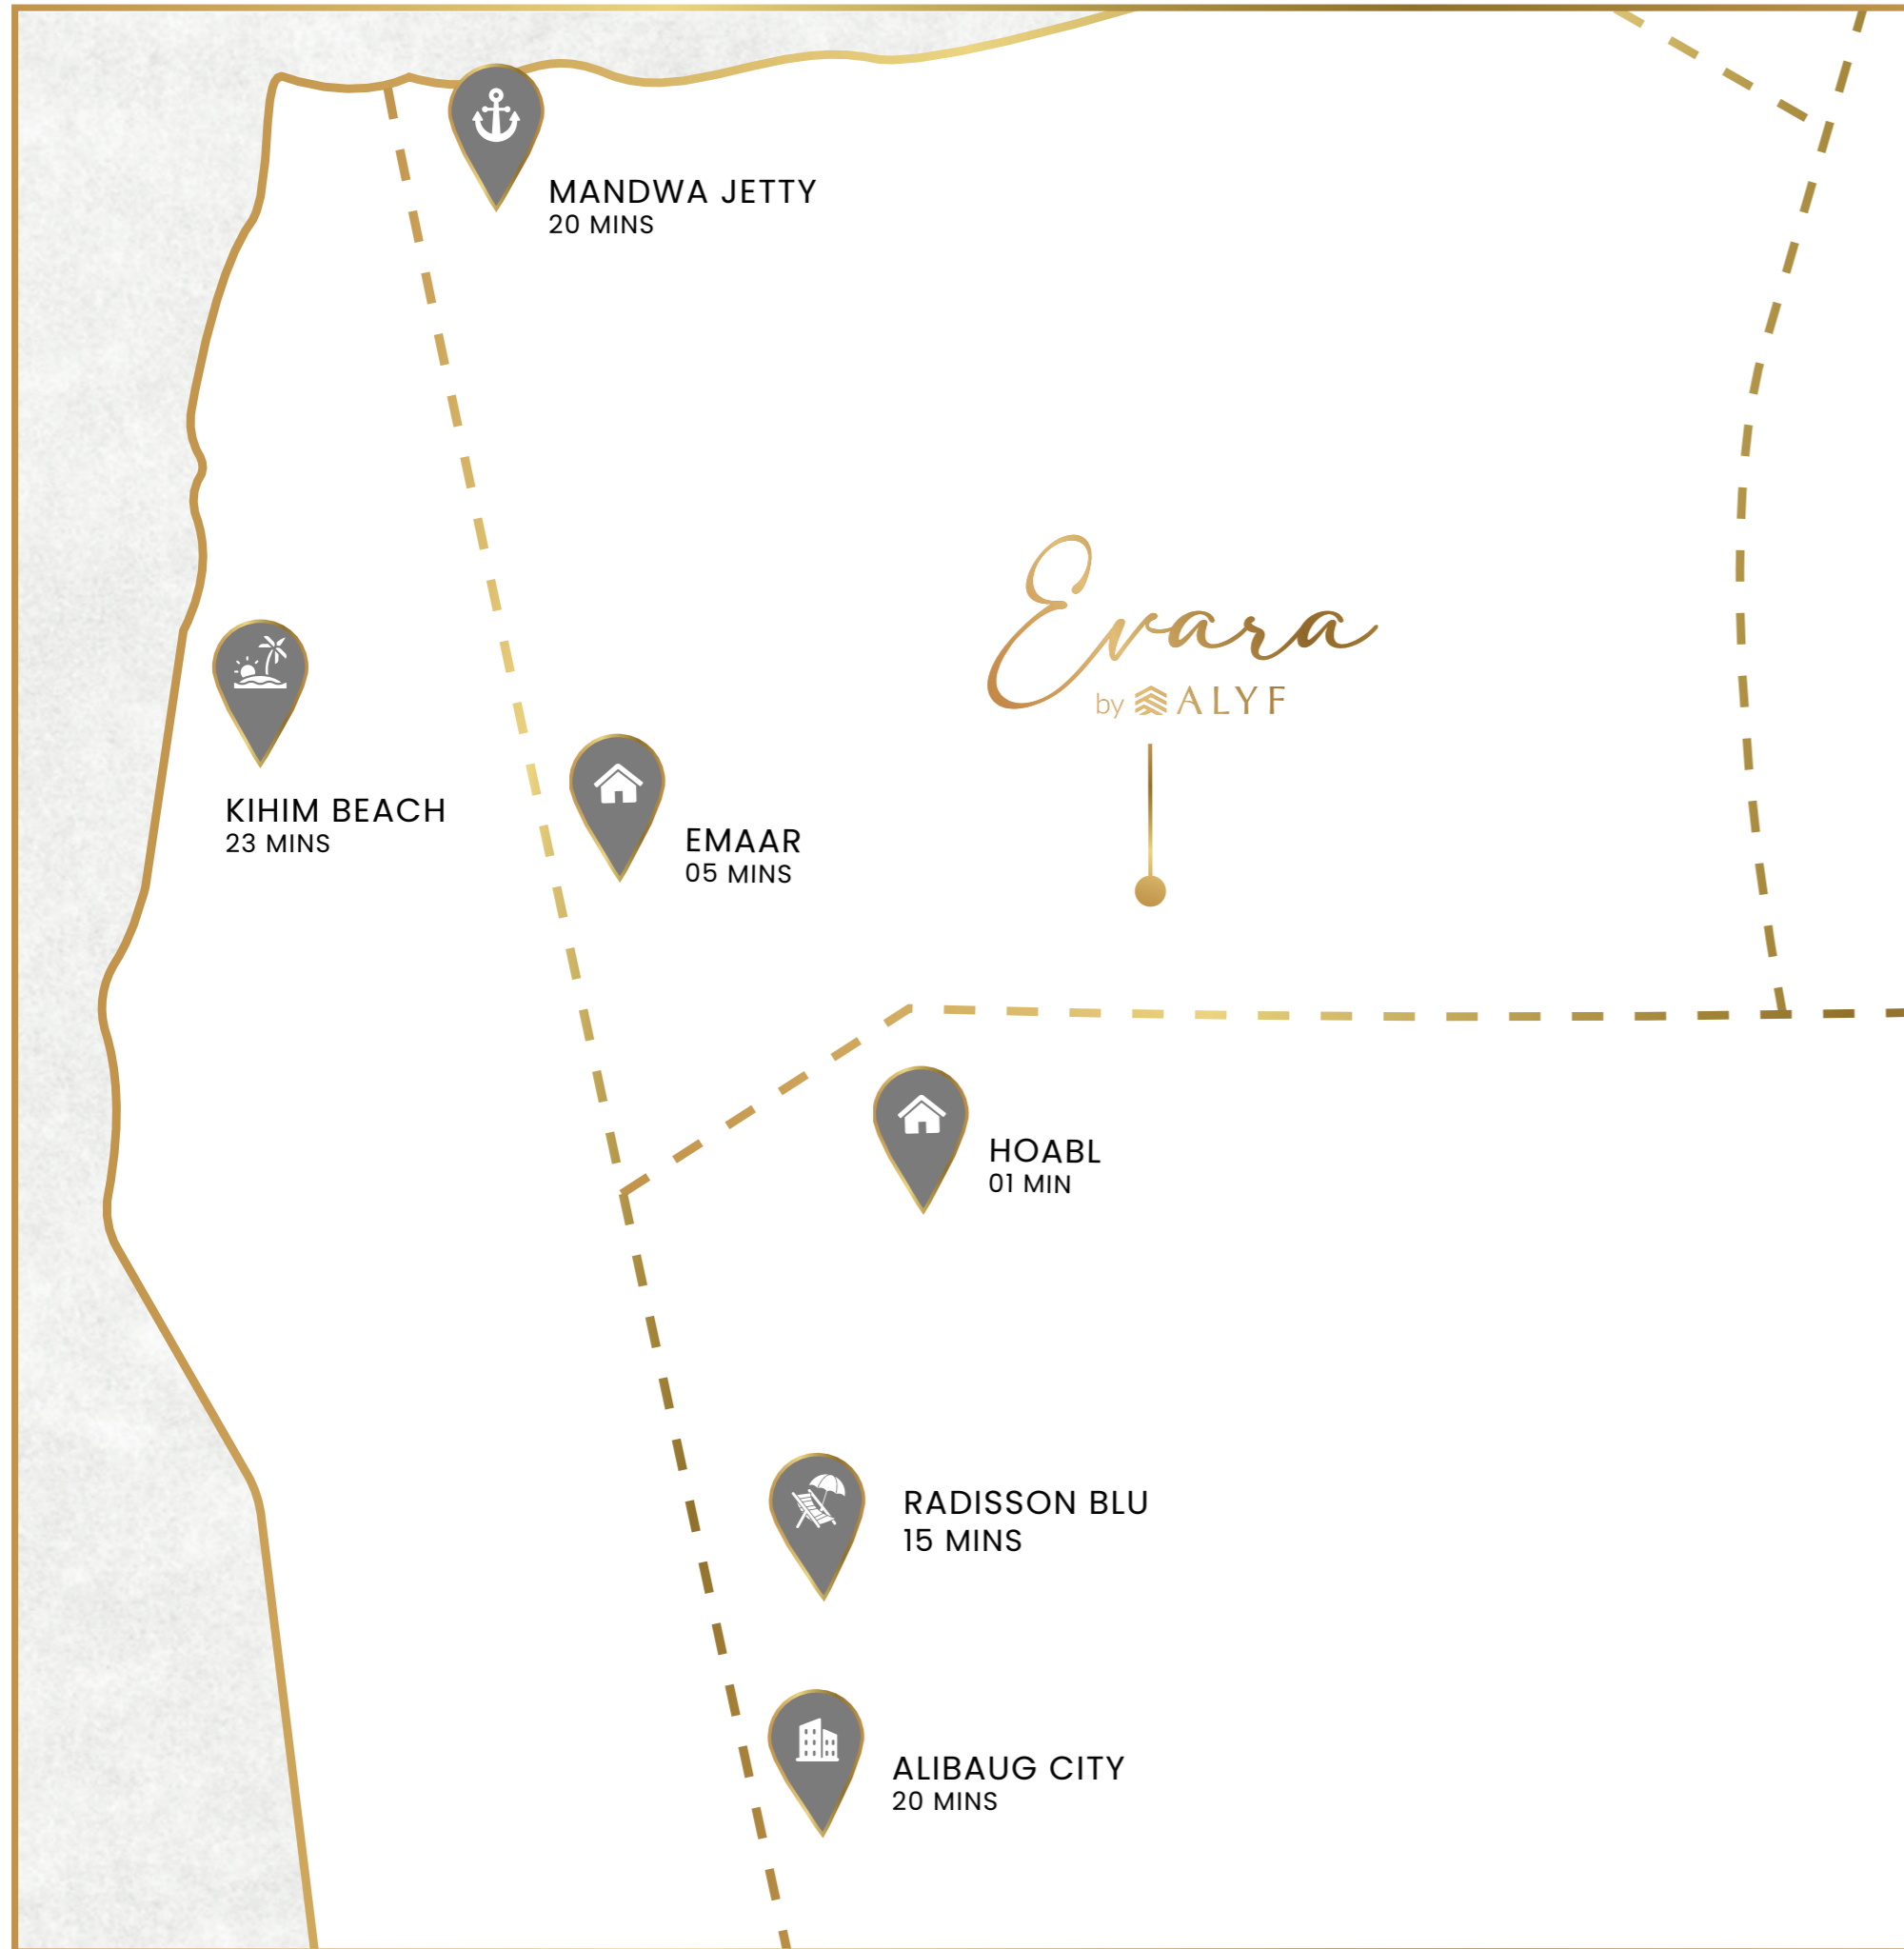 MANDWA JETTY
20 MINS
Evara
by ALYF
KIHIM BEACH
23 MINS
EMAAR
05 MINS
HOABL
01 MIN
RADISSON BLU
15 MINS
ALIBAUG CITY
20 MINS